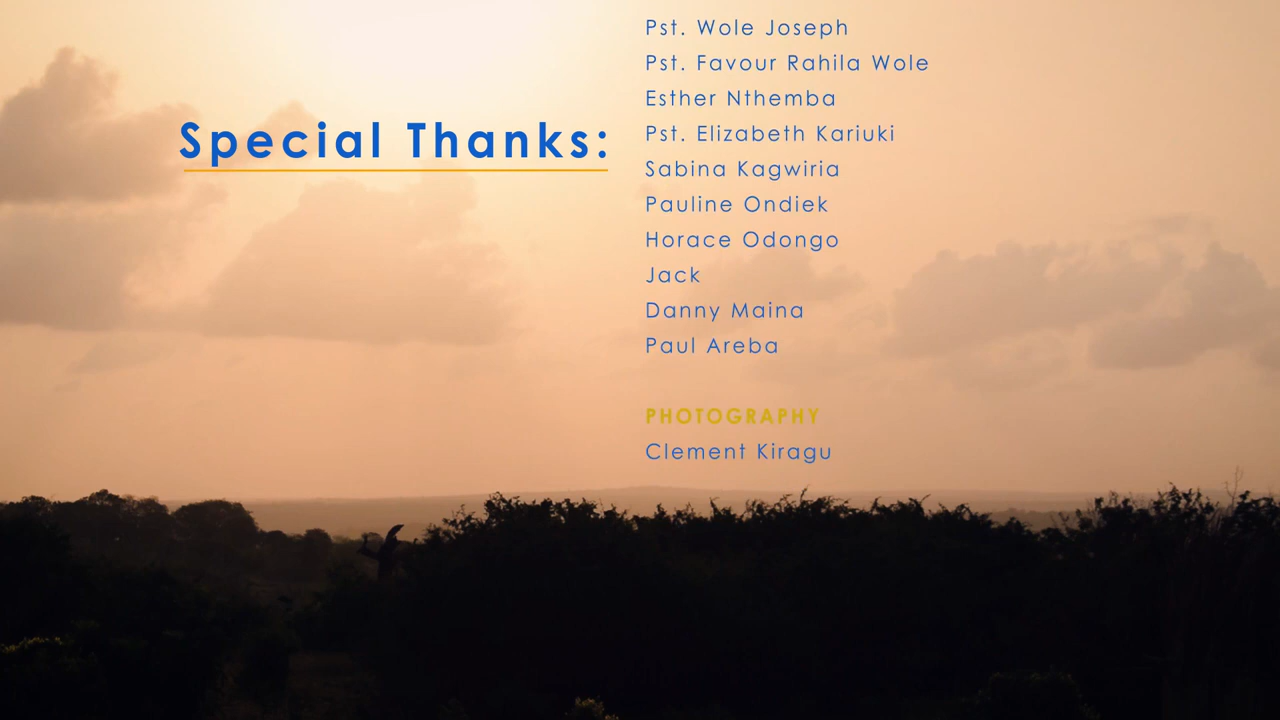 Special Thanks:
Pst. Wole Joseph
Pst. Favour Rahila Wole
Esther Nthemba
Pst. Elizabeth Kariuki
Sabina Kagwiria
Pauline Ondiek
Horace Odongo
Jack
Danny Maina
Paul Areba
PHOTOGRAPHY
Clement Kiragu